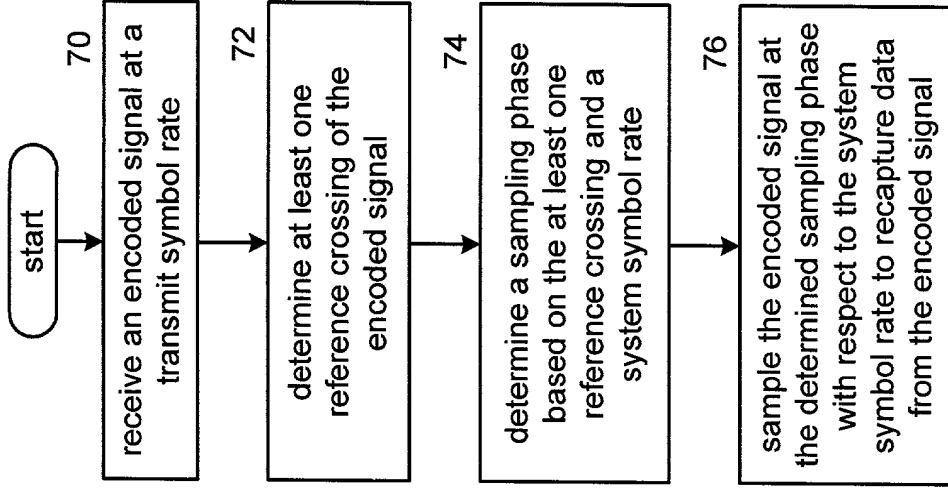 start
70
receive an encoded signal at a
transmit symbol rate
72
determine at least one
reference crossing of the
encoded signal
74
determine a sampling phase
based on the at least one
reference crossing and a
system symbol rate
76
sample the encoded signal at
the determined sampling phase
with respect to the system
symbol rate to recapture data
from the encoded signal